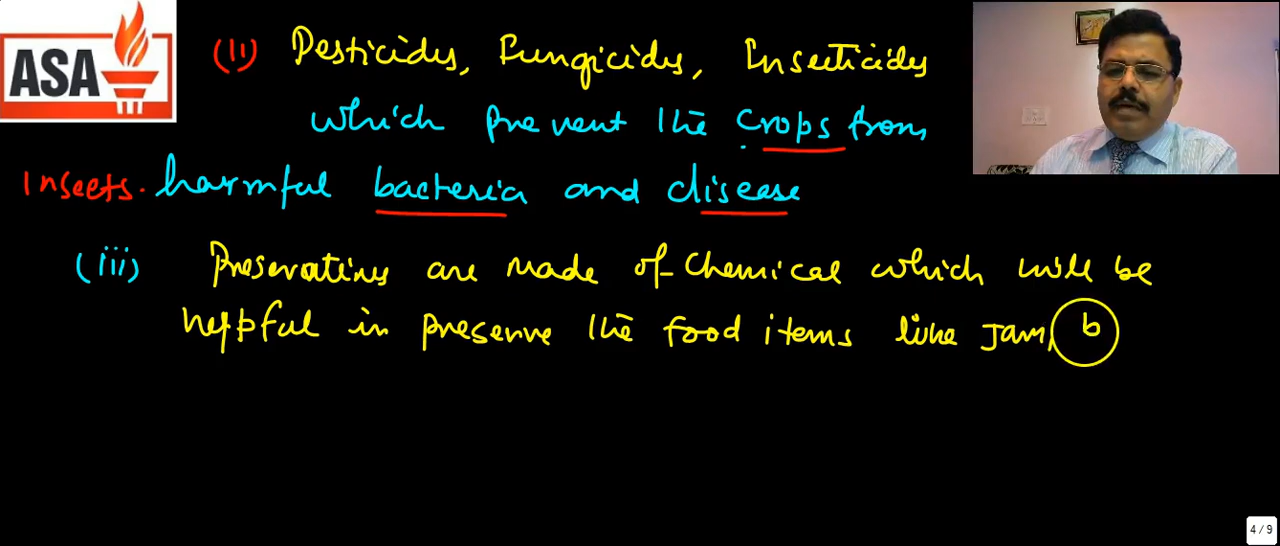 ASA
(ii) Pesticides, Fungicides, Insecticides
which prevent the crops from
Insects. harmful bacteria and disease
(iii) Preservatives are made of Chemical which will be
helpful in preserve the food items like Jam, b
4 / 9